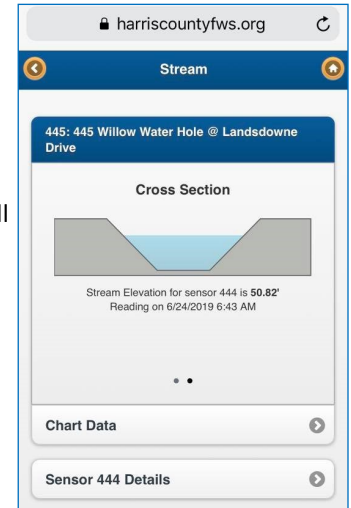 harriscountyfws.org
Stream
445: 445 Willow Water Hole @ Landsdowne
Drive
Cross Section
Stream Elevation for sensor 444 is 50.82'
Reading on 6/24/2019 6:43 AM
Chart Data
Sensor 444 Details